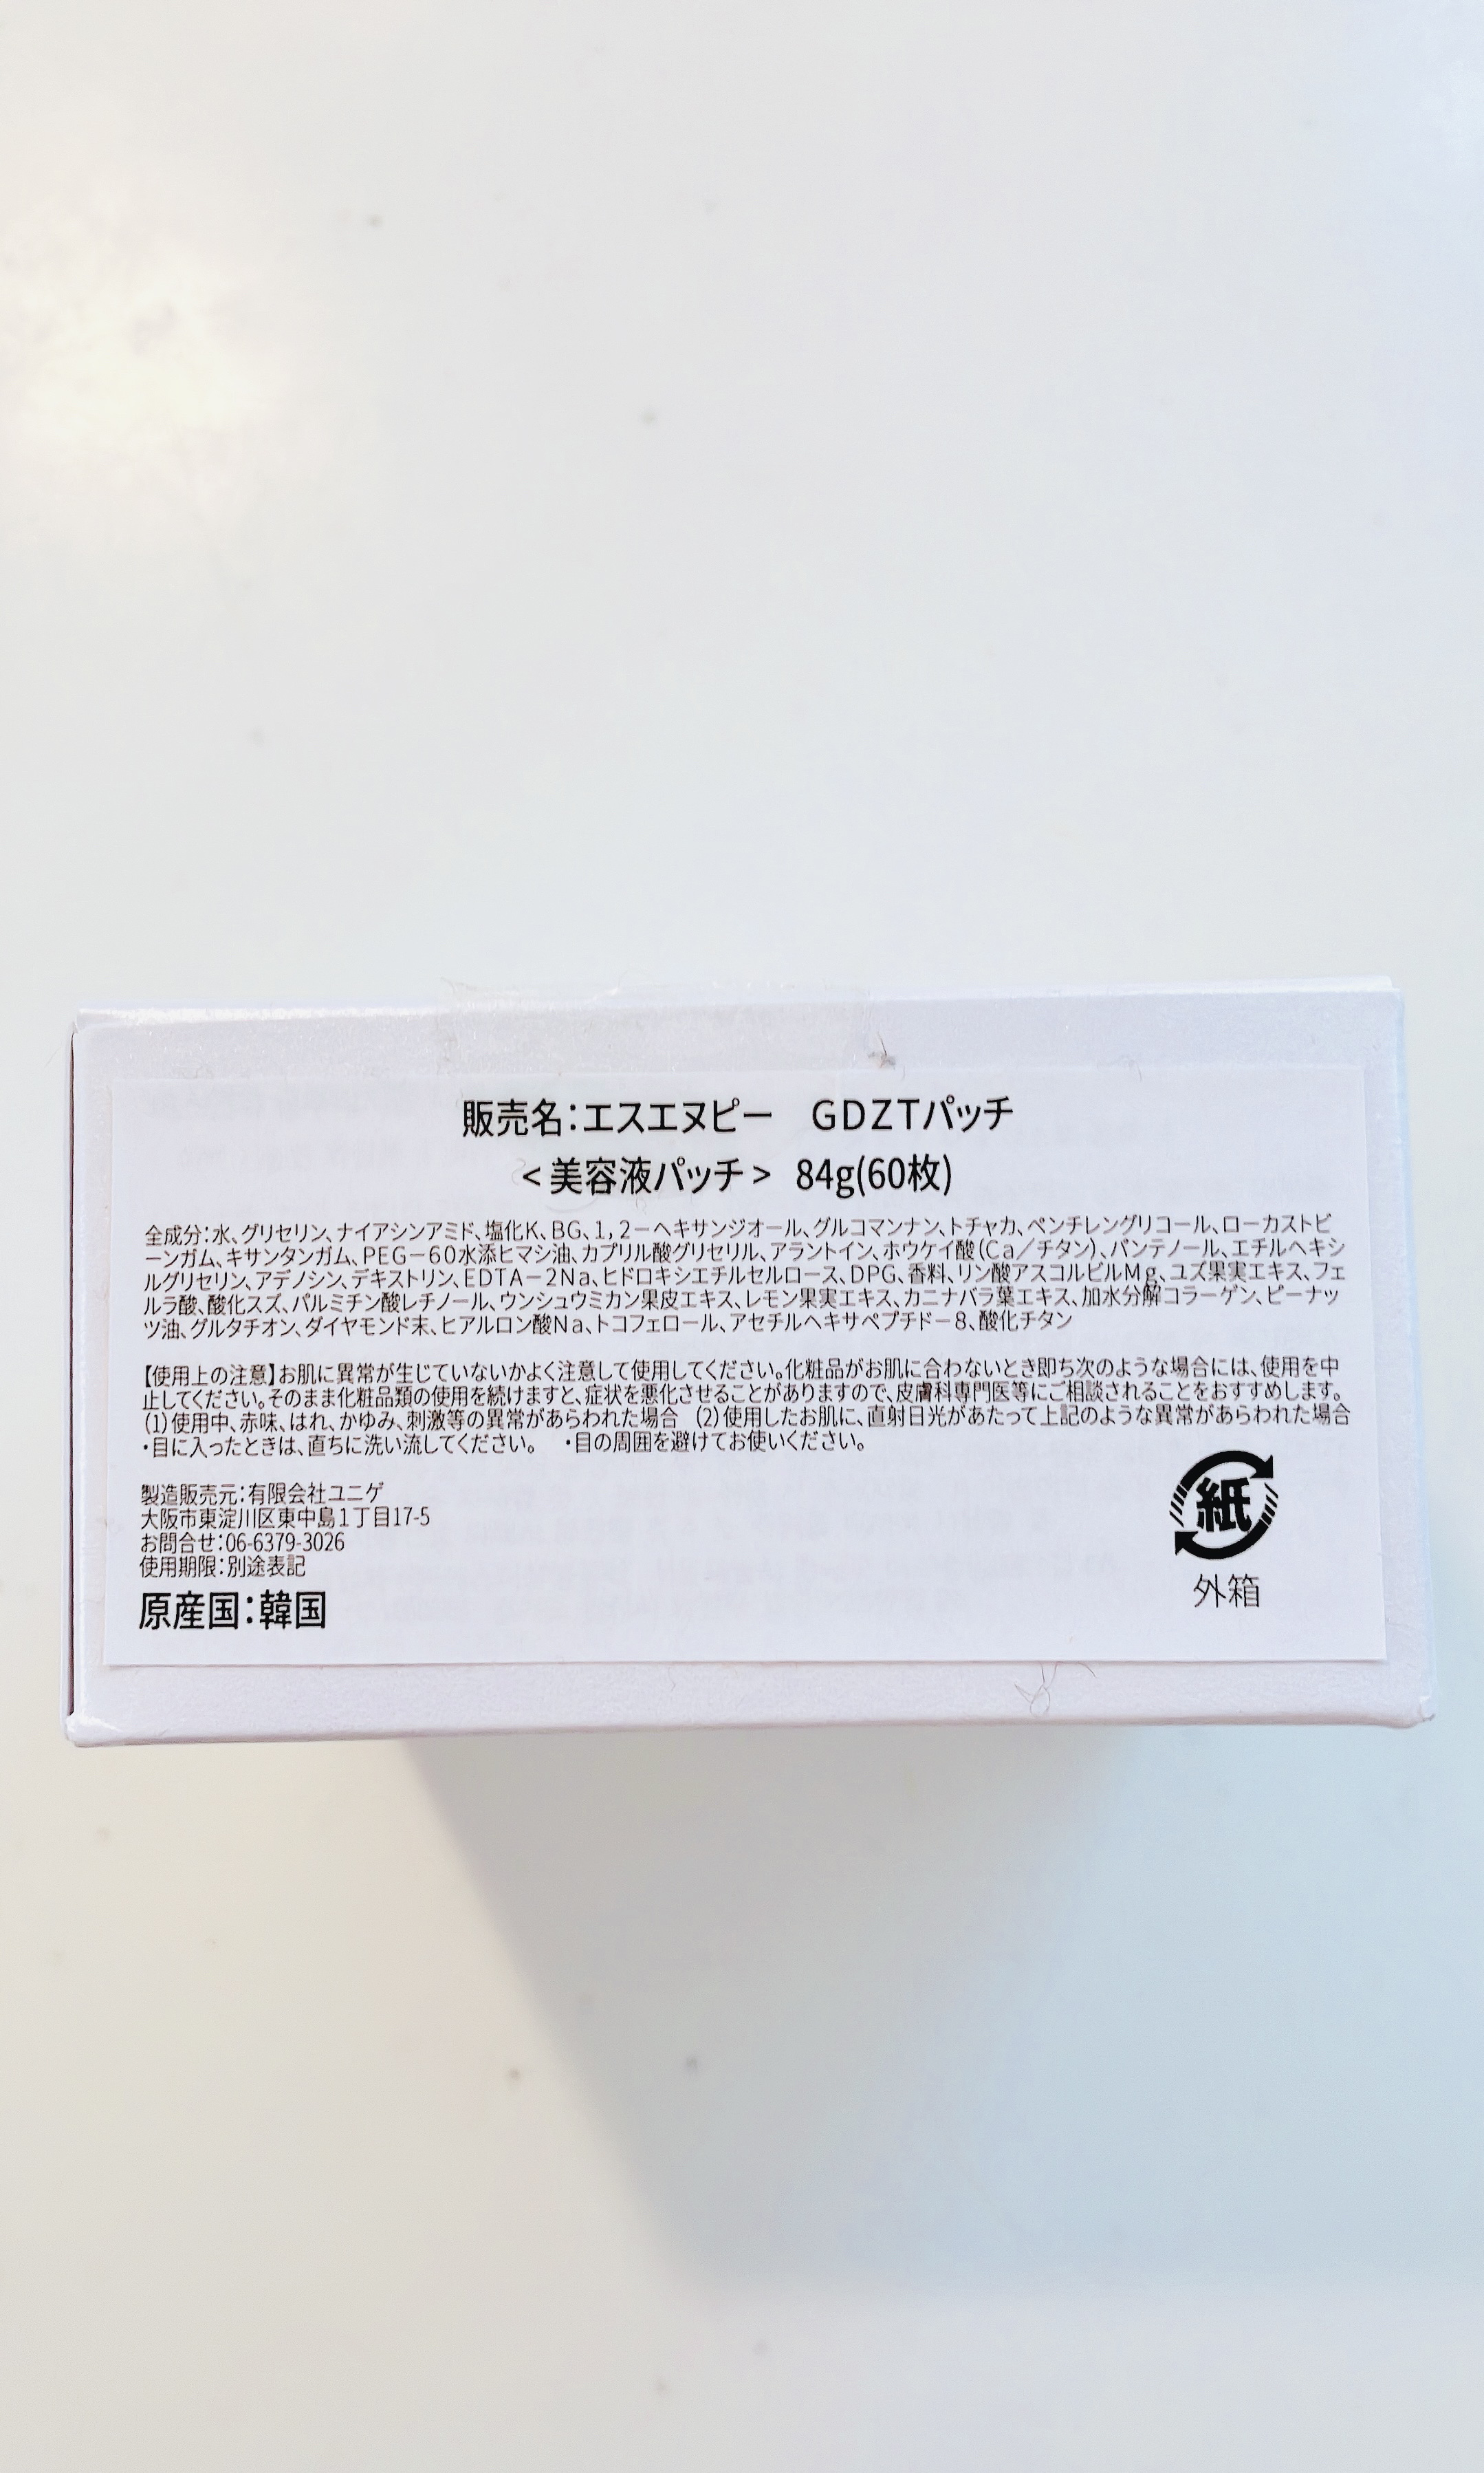 販売名：エスエヌピー　GDZTパッチ
＜美容液パッチ＞ 84g(60枚)
全成分：水、グリセリン、ナイアシンアミド、塩化K、BG、1，2－ヘキサンジオール、グルコマンナン、トチャカ、ペンチレングリコール、ローカストビ
ーンガム、キサンタンガム、PEG－60水添ヒマシ油、カプリル酸グリセリル、アラントイン、ホウケイ酸（Ca／チタン）、パンテノール、エチルヘキシ
ルグリセリン、アデノシン、デキストリン、EDTA－2Na、ヒドロキシエチルセルロース、DPG、香料、リン酸アスコルビルMg、ユズ果実エキス、フェ
ルラ酸、酸化スズ、パルミチン酸レチノール、ウンシュウミカン果皮エキス、レモン果実エキス、カニナバラ葉エキス、加水分解コラーゲン、ピーナッ
ツ油、グルタチオン、ダイヤモンド末、ヒアルロン酸Na、トコフェロール、アセチルヘキサペプチド－8、酸化チタン
【使用上の注意】お肌に異常が生じていないかよく注意して使用してください。化粧品がお肌に合わないとき即ち次のような場合には、使用を中
止してください。そのまま化粧品類の使用を続けますと、症状を悪化させることがありますので、皮膚科専門医等にご相談されることをおすすめします。
(1)使用中、赤味、はれ、かゆみ、刺激等の異常があらわれた場合　(2)使用したお肌に、直射日光があたって上記のような異常があらわれた場合
・目に入ったときは、直ちに洗い流してください。　・目の周囲を避けてお使いください。
製造販売元：有限会社ユニゲ
大阪市東淀川区東中島1丁目17-5
お問合せ：06-6379-3026
使用期限：別途表記
原産国：韓国
紙
外箱